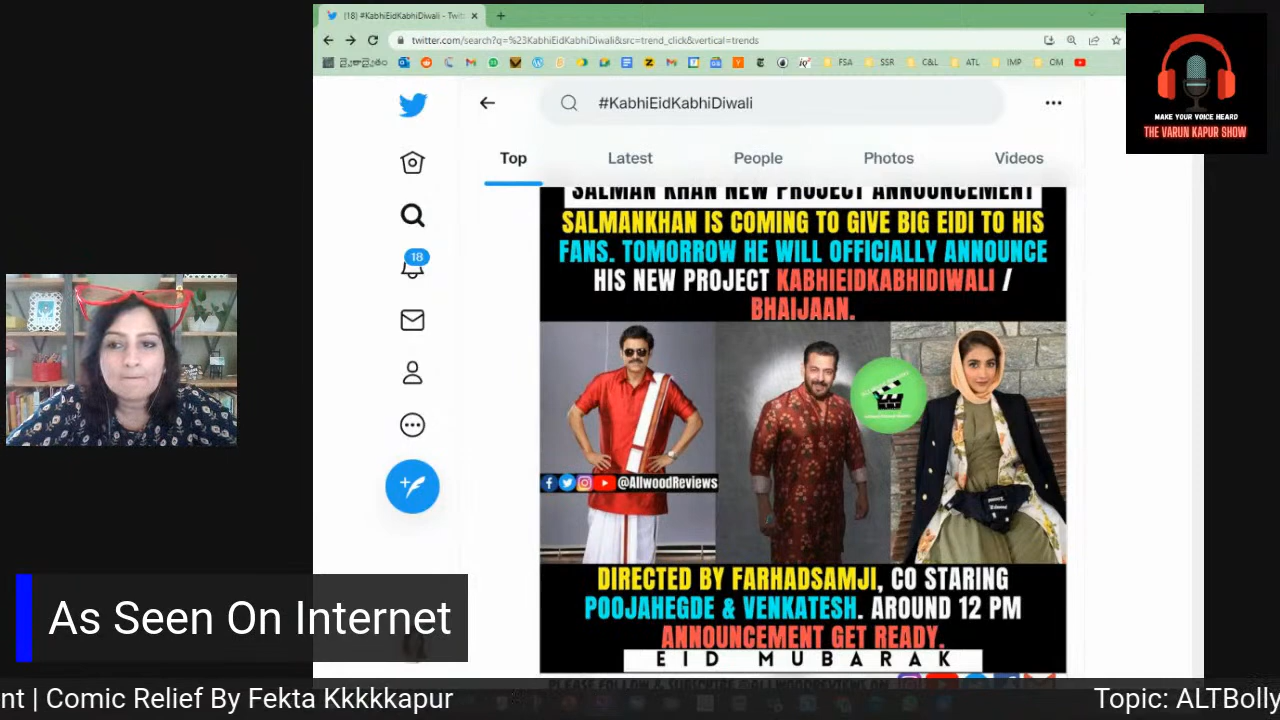 [18] #KabhiEidKabhiDiwali - Twit
twitter.com/search?q=%23KabhiEidKabhiDiwali&src=trend_click&vertical=trends
FSA
SSR
C&L
ATL
IMP
OM
MAKE YOUR VOICE HEARD
THE VARUN KAPUR SHOW
#KabhiEidKabhiDiwali
Top
Latest
People
Photos
Videos
18
SALMAN KHAN NEW PROJECT ANNOUNCEMENT
SALMANKHAN IS COMING TO GIVE BIG EIDI TO HIS
FANS. TOMORROW HE WILL OFFICIALLY ANNOUNCE
HIS NEW PROJECT KABHIEIDKABHIDIWALI /
BHAIJAAN.
@AllwoodReviews
DIRECTED BY FARHADSAMJI, CO STARING
POOJAHEGDE & VENKATESH. AROUND 12 PM
ANNOUNCEMENT GET READY.
EID MUBARAK
As Seen On Internet
nt | Comic Relief By Fekta Kkkkkapur
Topic: ALTBolly